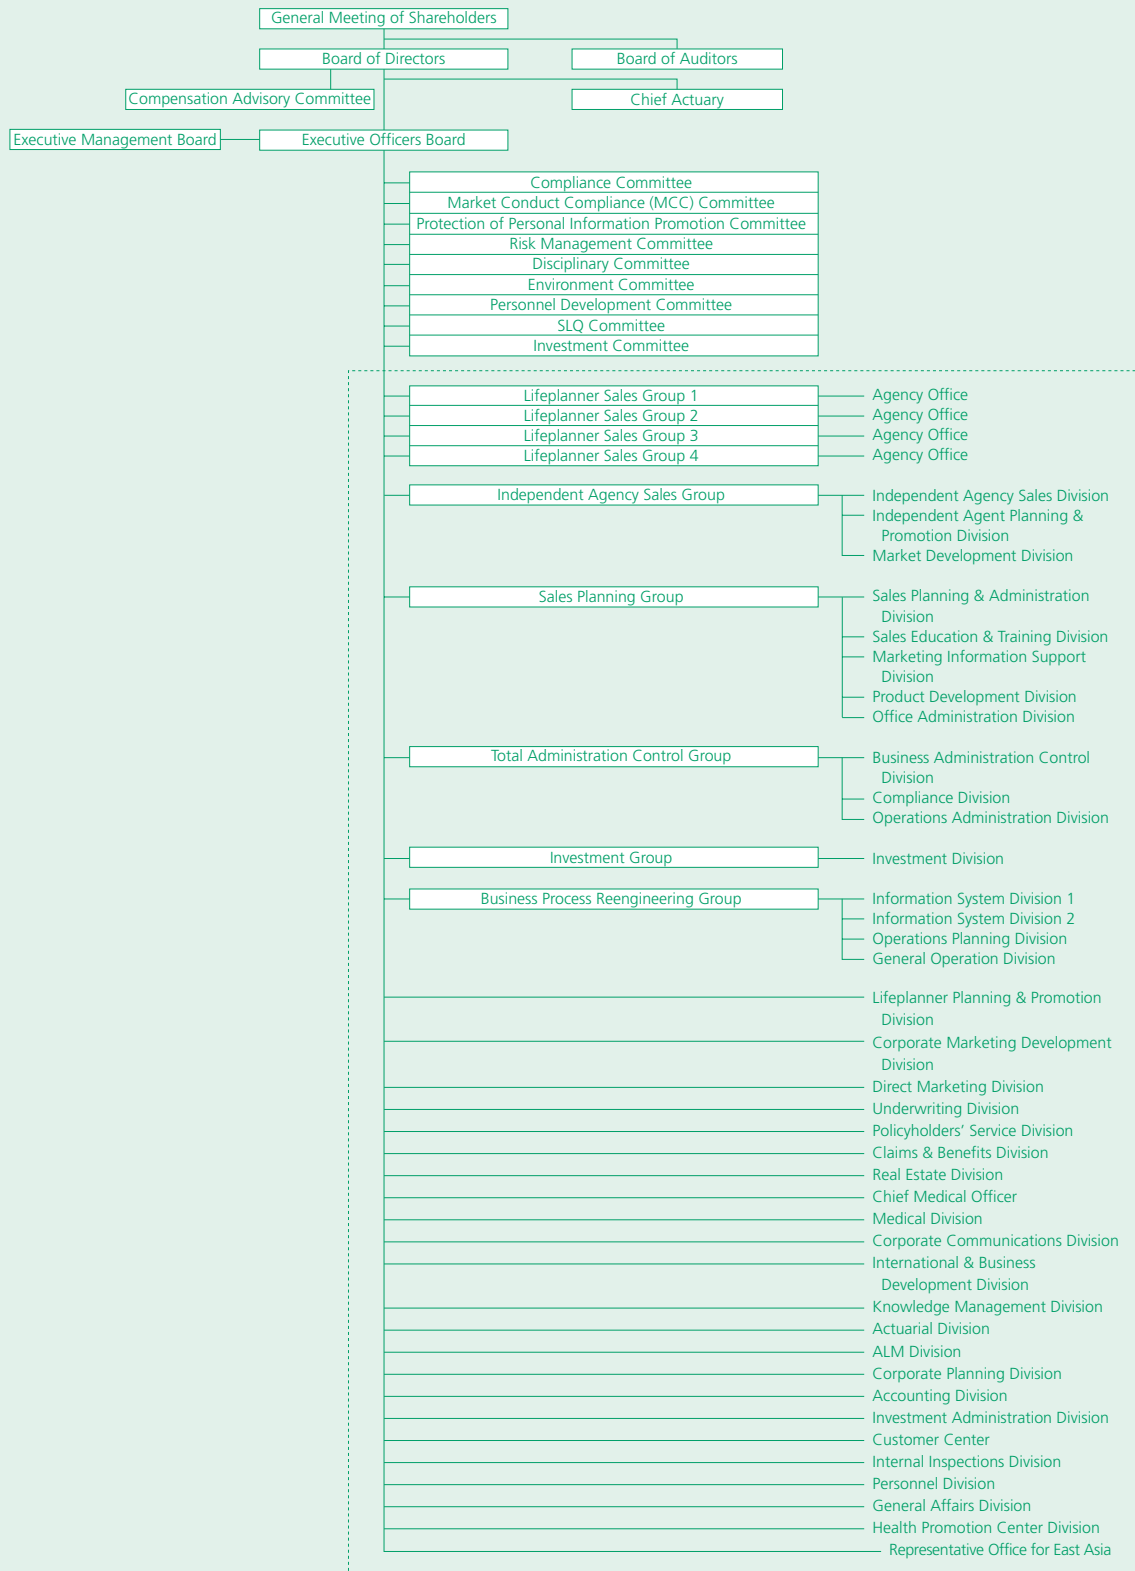 General Meeting of Shareholders
Board of Directors
Board of Auditors
Compensation Advisory Committee
Chief Actuary
Executive Management Board
Executive Officers Board
Compliance Committee
Market Conduct Compliance (MCC) Committee
Protection of Personal Information Promotion Committee
Risk Management Committee
Disciplinary Committee
Environment Committee
Personnel Development Committee
SLQ Committee
Investment Committee
Lifeplanner Sales Group 1
Agency Office
Lifeplanner Sales Group 2
Agency Office
Lifeplanner Sales Group 3
Agency Office
Lifeplanner Sales Group 4
Agency Office
Independent Agency Sales Group
Independent Agency Sales Division
Independent Agent Planning &
Promotion Division
Market Development Division
Sales Planning Group
Sales Planning & Administration
Division
Sales Education & Training Division
Marketing Information Support
Division
Product Development Division
Office Administration Division
Total Administration Control Group
Business Administration Control
Division
Compliance Division
Operations Administration Division
Investment Group
Investment Division
Business Process Reengineering Group
Information System Division 1
Information System Division 2
Operations Planning Division
General Operation Division
Lifeplanner Planning & Promotion
Division
Corporate Marketing Development
Division
Direct Marketing Division
Underwriting Division
Policyholders’ Service Division
Claims & Benefits Division
Real Estate Division
Chief Medical Officer
Medical Division
Corporate Communications Division
International & Business
Development Division
Knowledge Management Division
Actuarial Division
ALM Division
Corporate Planning Division
Accounting Division
Investment Administration Division
Customer Center
Internal Inspections Division
Personnel Division
General Affairs Division
Health Promotion Center Division
Representative Office for East Asia